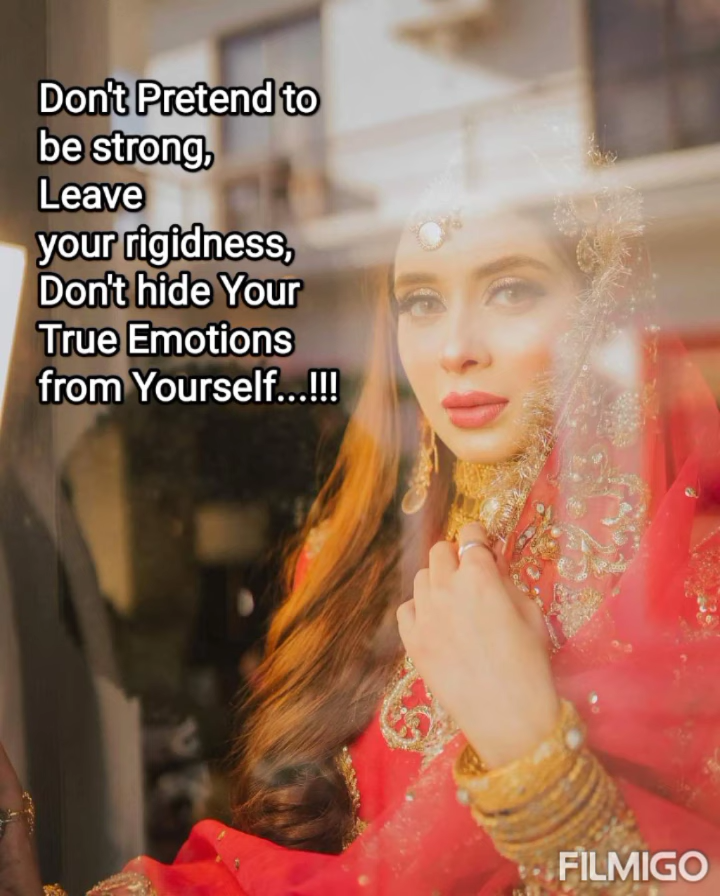 Don't Pretend to
be strong,
Leave
your rigidness,
Don't hide Your
True Emotions
from Yourself...!!!
FILMIGO